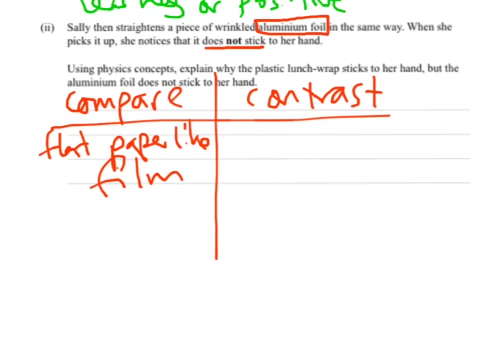 (ii) Sally then straightens a piece of wrinkled aluminium foil in the same way. When she
picks it up, she notices that it does not stick to her hand.
Using physics concepts, explain why the plastic lunch-wrap sticks to her hand, but the
aluminium foil does not stick to her hand.
compare contrast
flat paper like
film